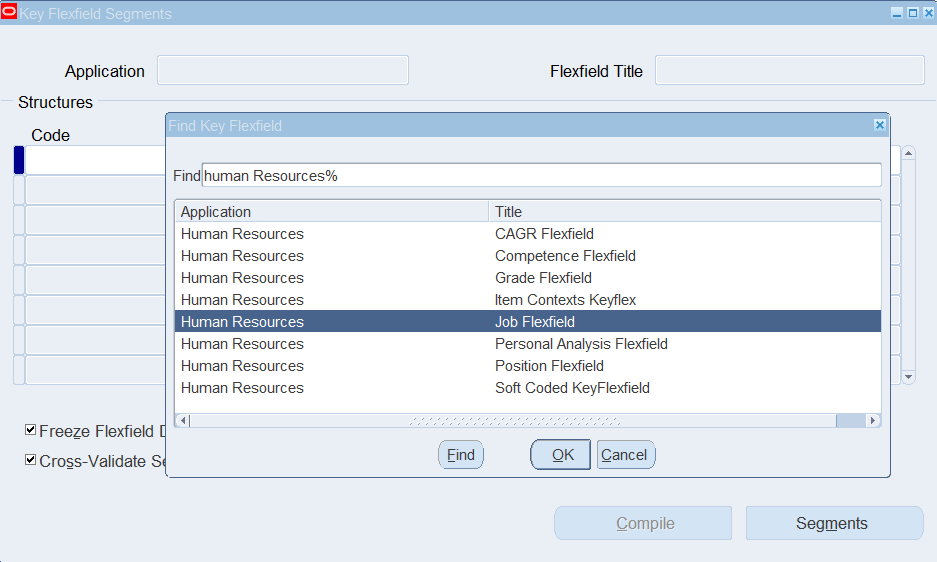 Key Flexfield Segments
Application Flexfield Title
Structures
Code
Find Key Flexfield
Find human Resources%
Application Title
Human Resources CAGR Flexfield
Human Resources Competence Flexfield
Human Resources Grade Flexfield
Human Resources Item Contexts Keyflex
Human Resources Job Flexfield
Human Resources Personal Analysis Flexfield
Human Resources Position Flexfield
Human Resources Soft Coded KeyFlexfield
Find OK Cancel
Freeze Flexfield D
Cross-Validate Se
Compile Segments